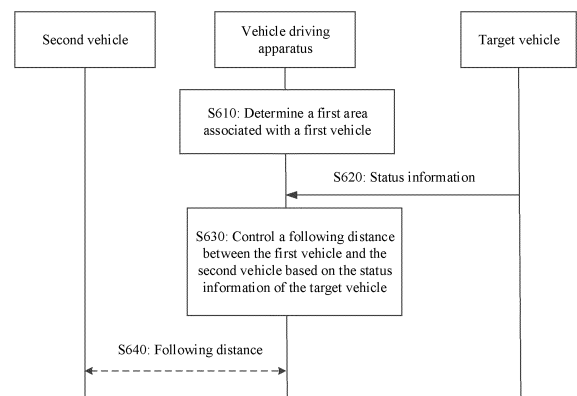 Second vehicle
Vehicle driving
apparatus
Target vehicle
S610: Determine a first area
associated with a first vehicle
S620: Status information
S630: Control a following distance
between the first vehicle and the
second vehicle based on the status
information of the target vehicle
S640: Following distance